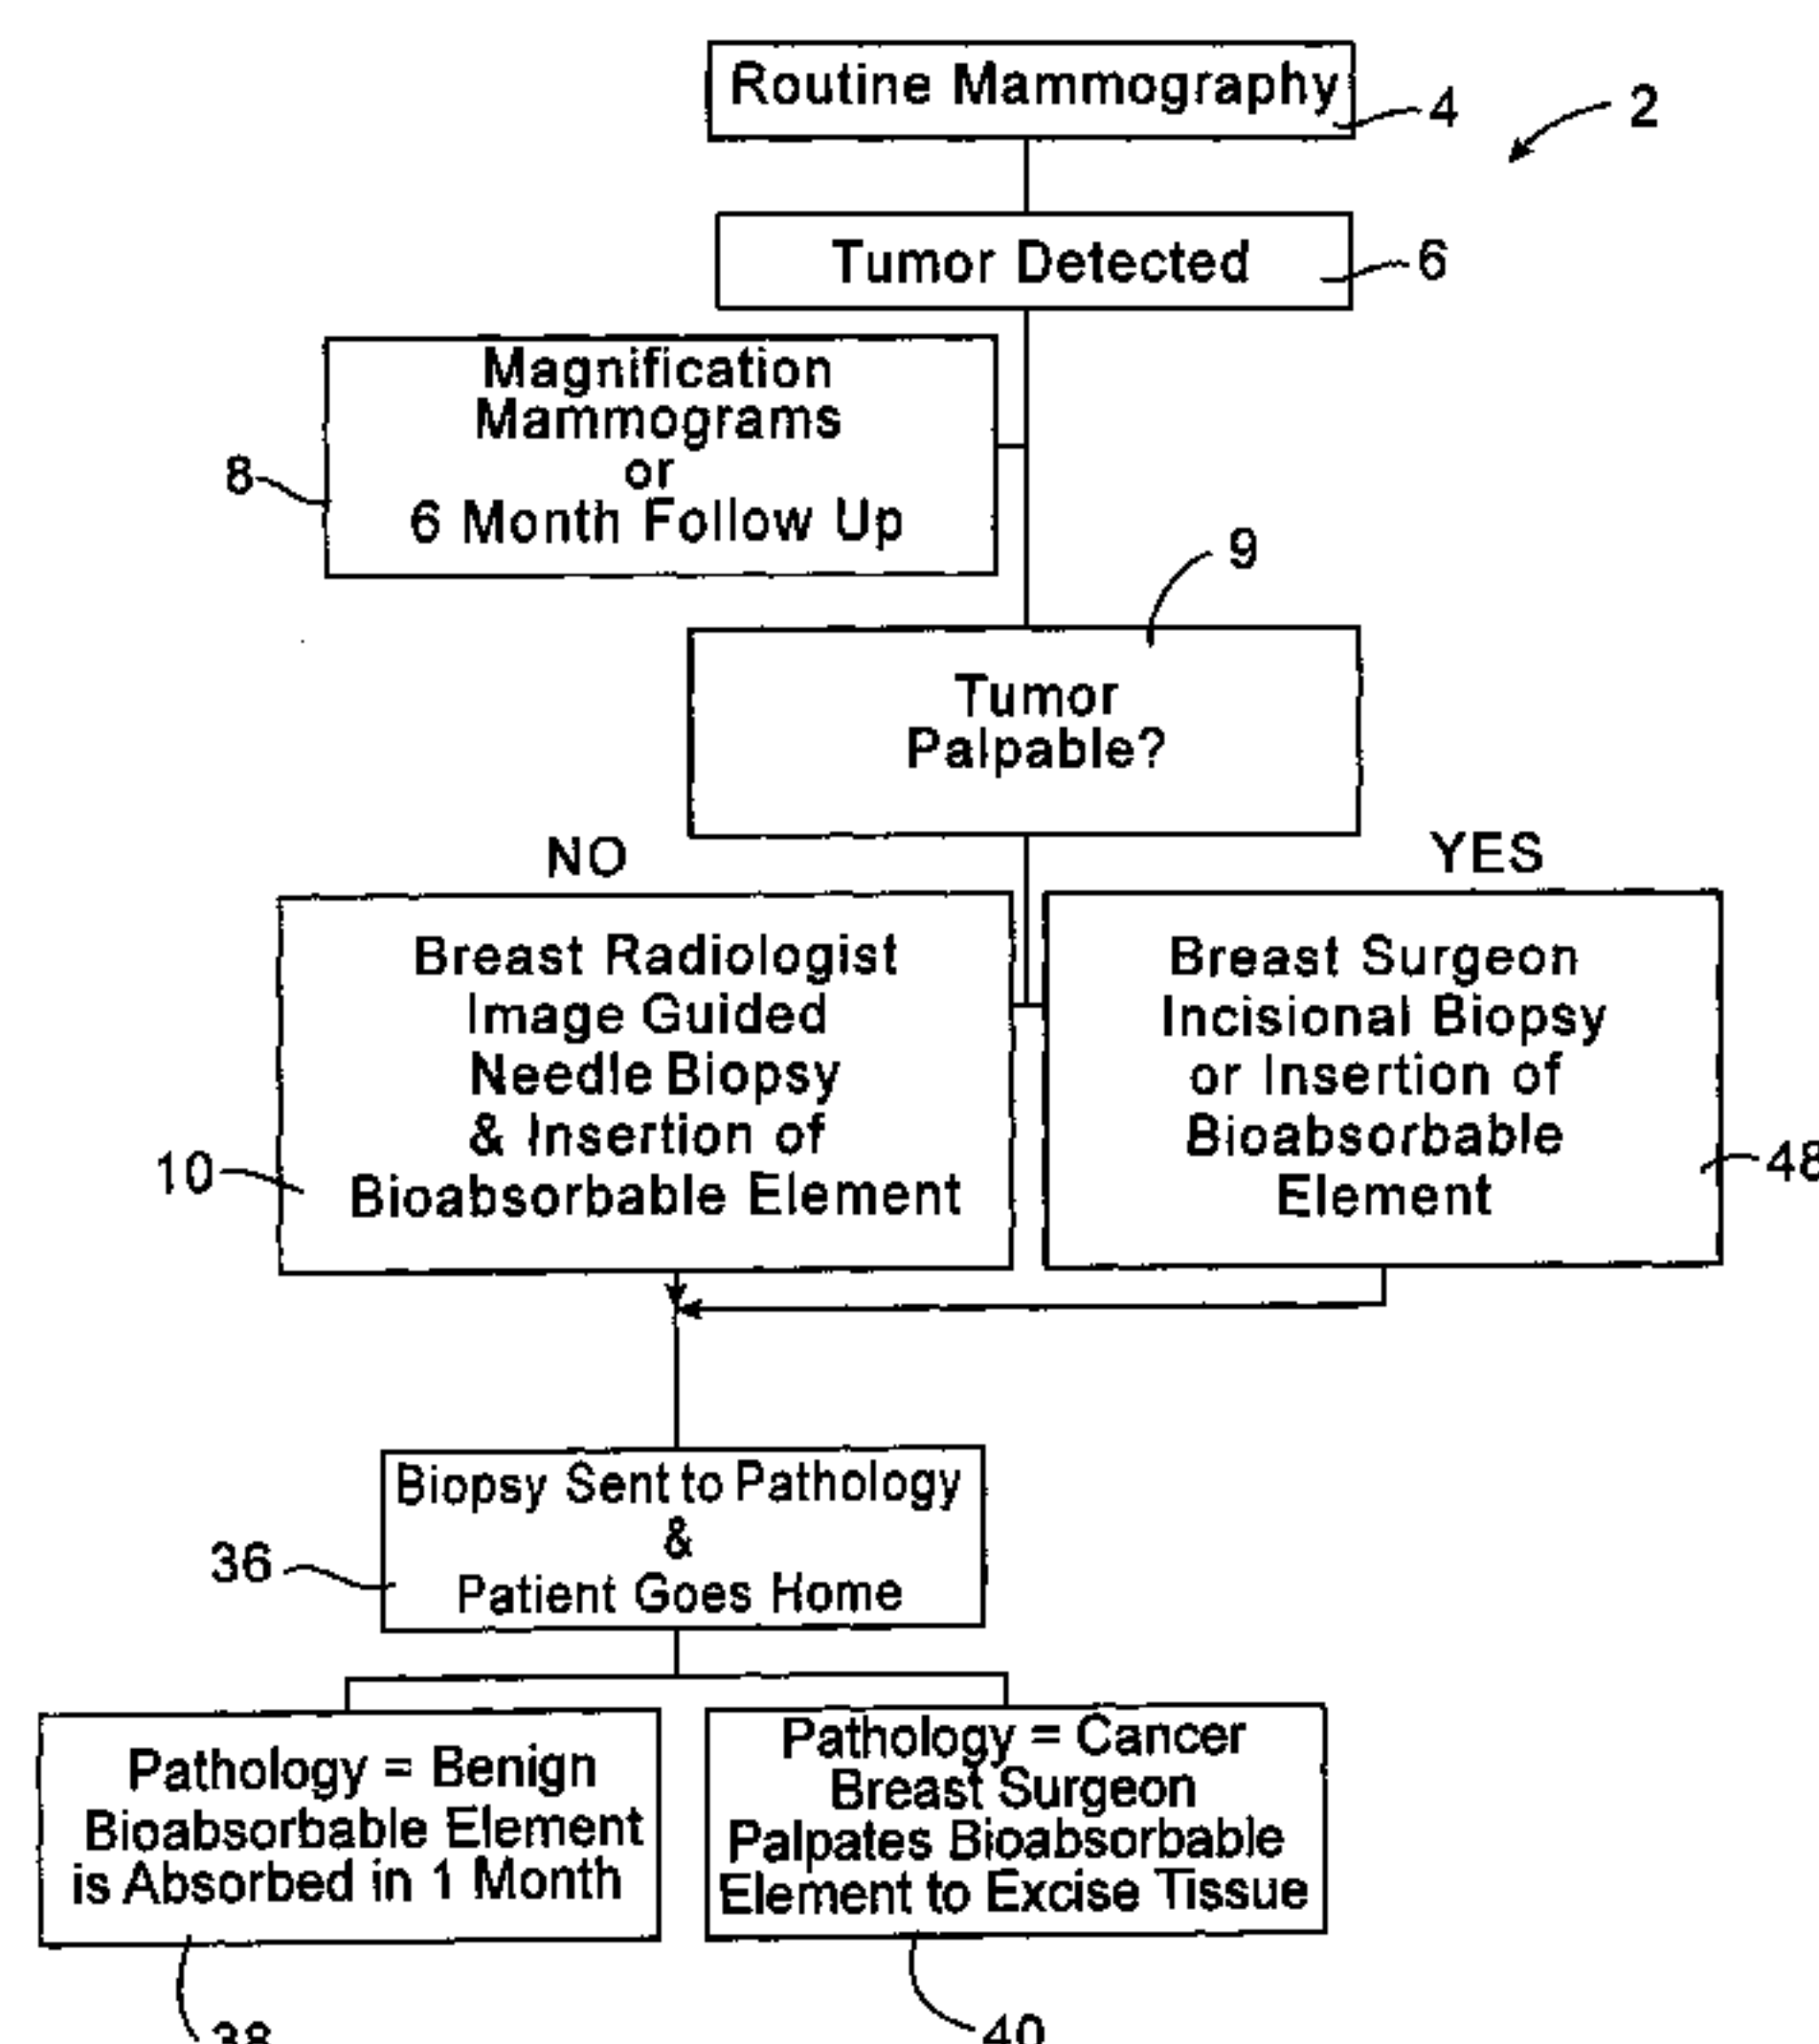 Routine Mammography
4
2
Tumor Detected
6
Magnification
Mammograms
or
6 Month Follow Up
8
9
Tumor
Palpable?
NO
YES
Breast Radiologist
Image Guided
Needle Biopsy
& Insertion of
Bioabsorbable Element
10
Breast Surgeon
Incisional Biopsy
or Insertion of
Bioabsorbable
Element
48
Biopsy Sent to Pathology
&
Patient Goes Home
36
Pathology = Benign
Bioabsorbable Element
is Absorbed in 1 Month
38
Pathology = Cancer
Breast Surgeon
Palpates Bioabsorbable
Element to Excise Tissue
40